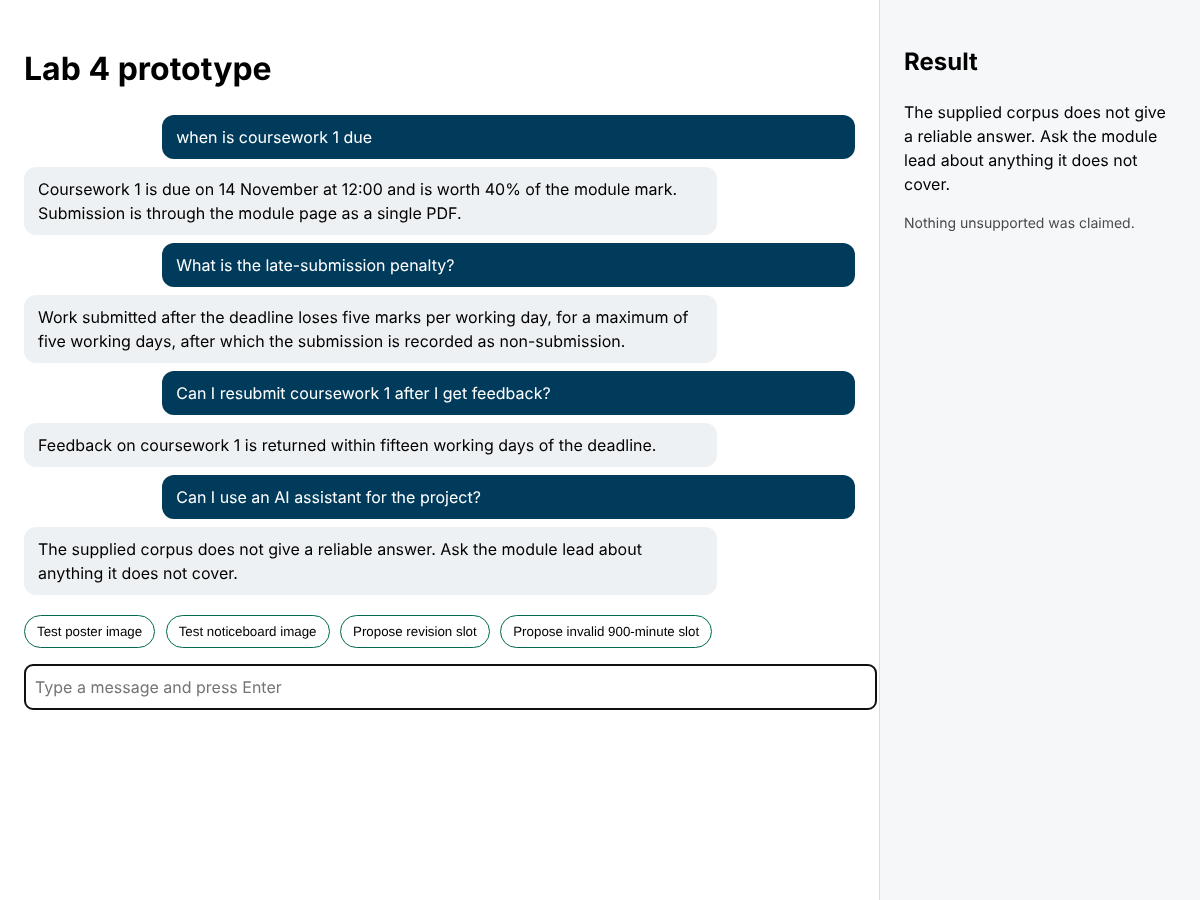 Lab 4 prototype
when is coursework 1 due
Coursework 1 is due on 14 November at 12:00 and is worth 40% of the module mark.
Submission is through the module page as a single PDF.
What is the late-submission penalty?
Work submitted after the deadline loses five marks per working day, for a maximum of
five working days, after which the submission is recorded as non-submission.
Can I resubmit coursework 1 after I get feedback?
Feedback on coursework 1 is returned within fifteen working days of the deadline.
Can I use an AI assistant for the project?
The supplied corpus does not give a reliable answer. Ask the module lead about
anything it does not cover.
Test poster image
Test noticeboard image
Propose revision slot
Propose invalid 900-minute slot
Type a message and press Enter
Result
The supplied corpus does not give
a reliable answer. Ask the module
lead about anything it does not
cover.
Nothing unsupported was claimed.